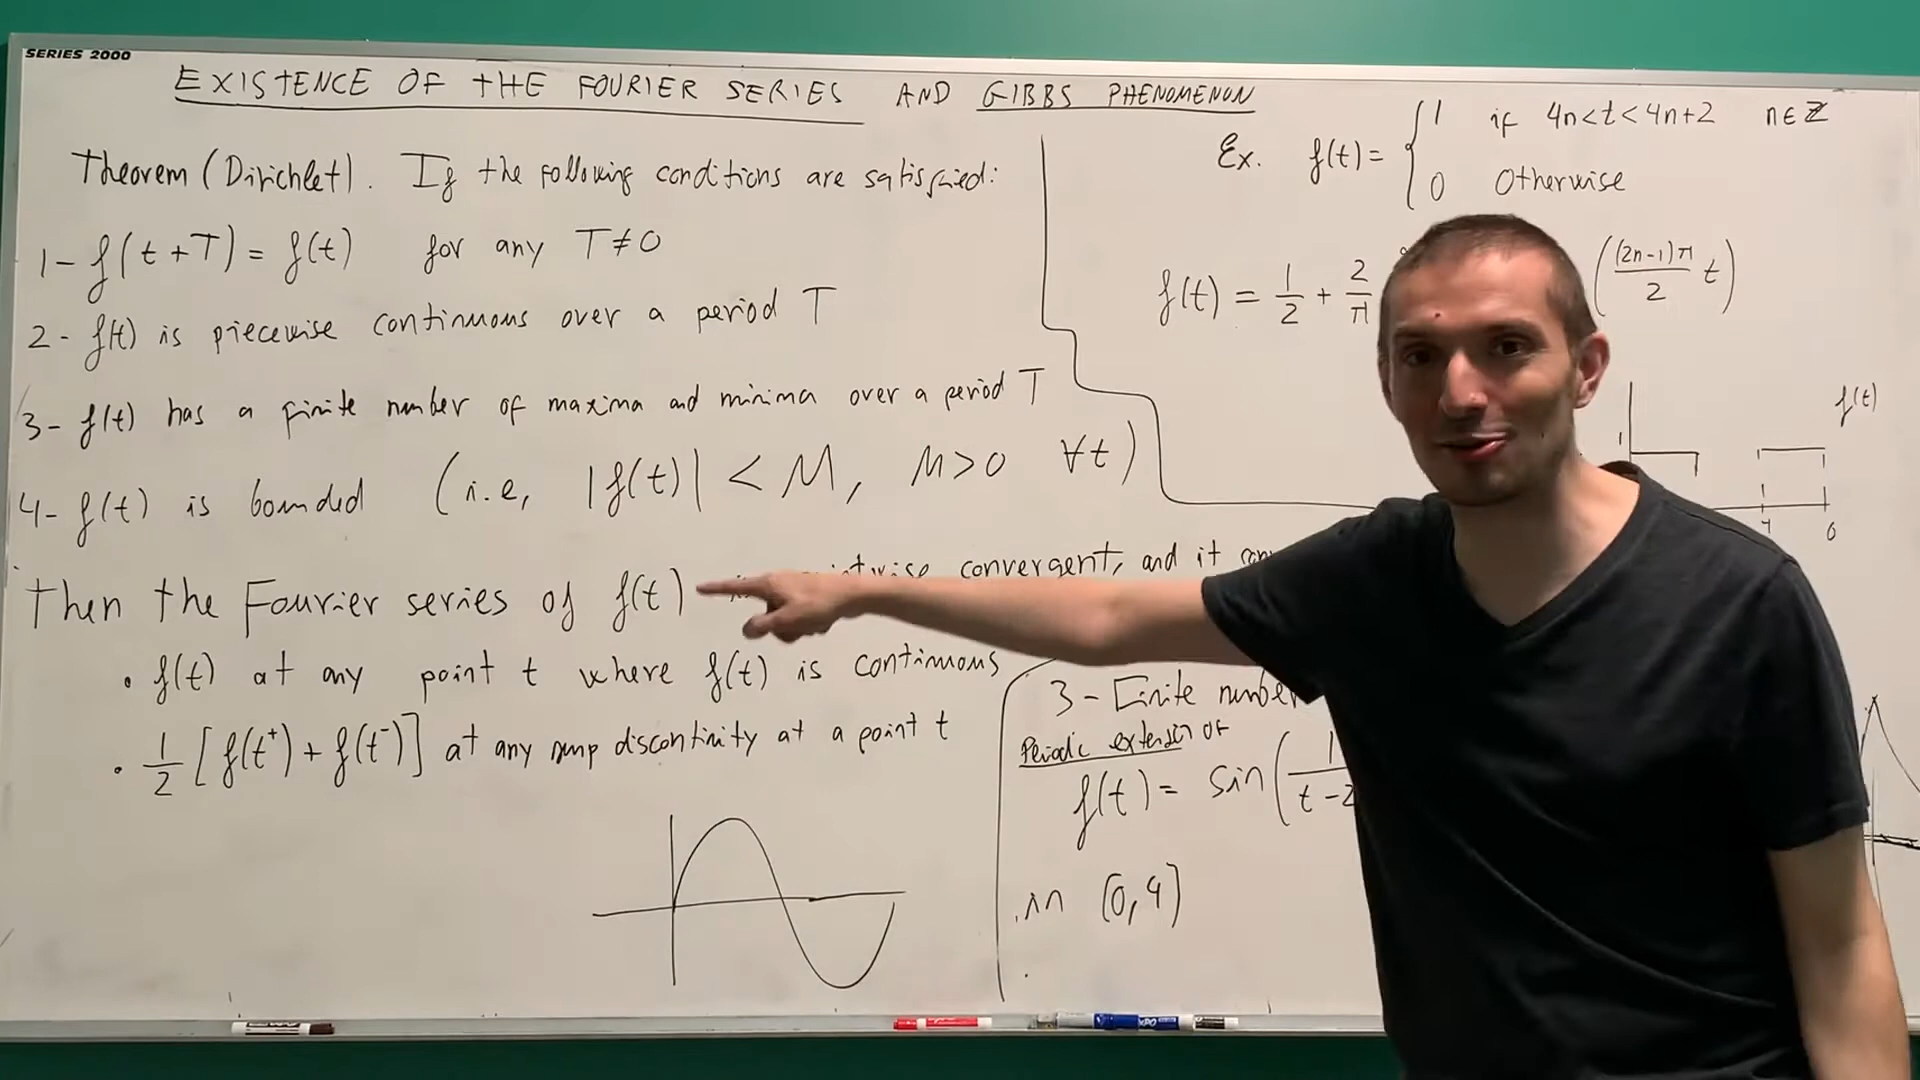 SERIES 2000
EXISTENCE OF THE FOURIER SERIES AND GIBBS PHENOMENON
Theorem (Dirichlet). If the following conditions are satisfied:
1- f(t+T) = f(t) for any T≠0
2- f(t) is piecewise continuous over a period T
3- f(t) has a finite number of maxima and minima over a period T
4- f(t) is bounded (i.e, |f(t)| < M, M>0 ∀t)
Then the Fourier series of f(t) convergent, and it
• f(t) at any point t where f(t) is continuous
• 1/2 [f(t⁺) + f(t⁻)] at any jump discontinuity at a point t
Ex. f(t) = { 1 if 4n<t<4n+2 n∈ℤ
0 Otherwise
f(t) = 1/2 + 2/π ((2n-1)π/2 t)
f(t)
1
4 6
3- Finite number
Periodic extension of
f(t) = sin(1/(t-2
in (0,4)
EXPO